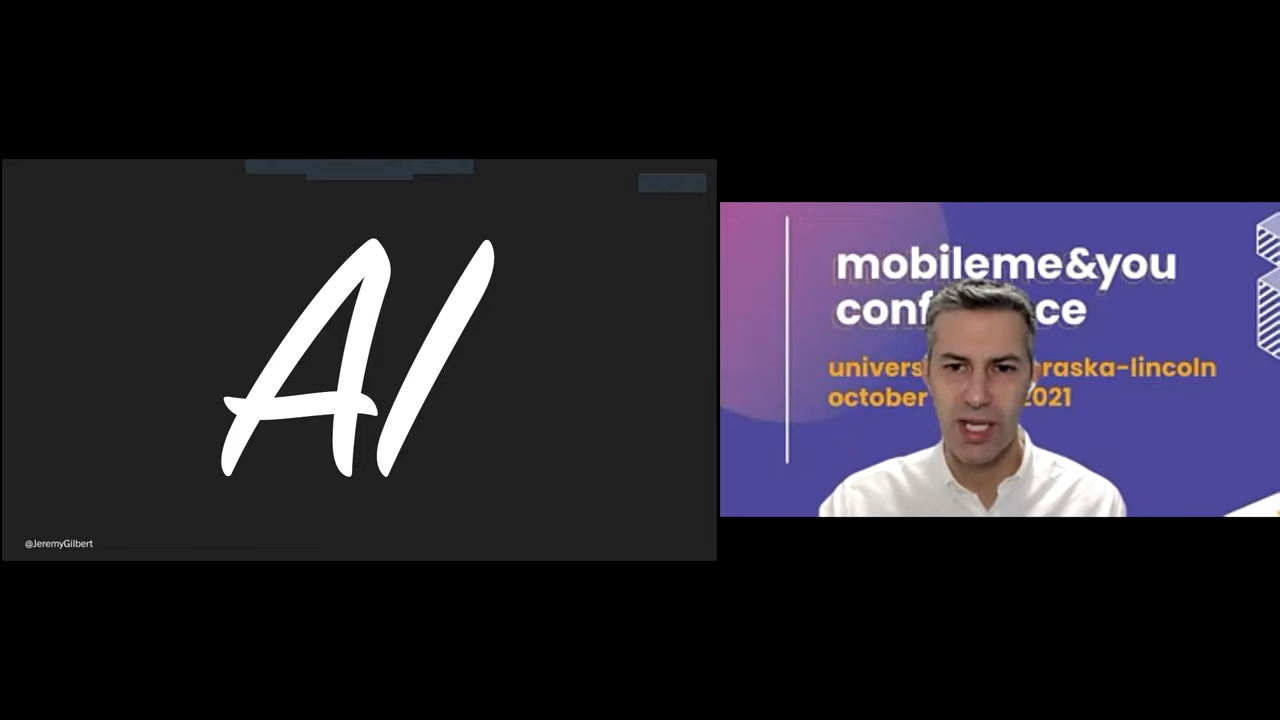 AI
@JeremyGilbert
mobileme&you
conf ce
univers raska-lincoln
october 2021